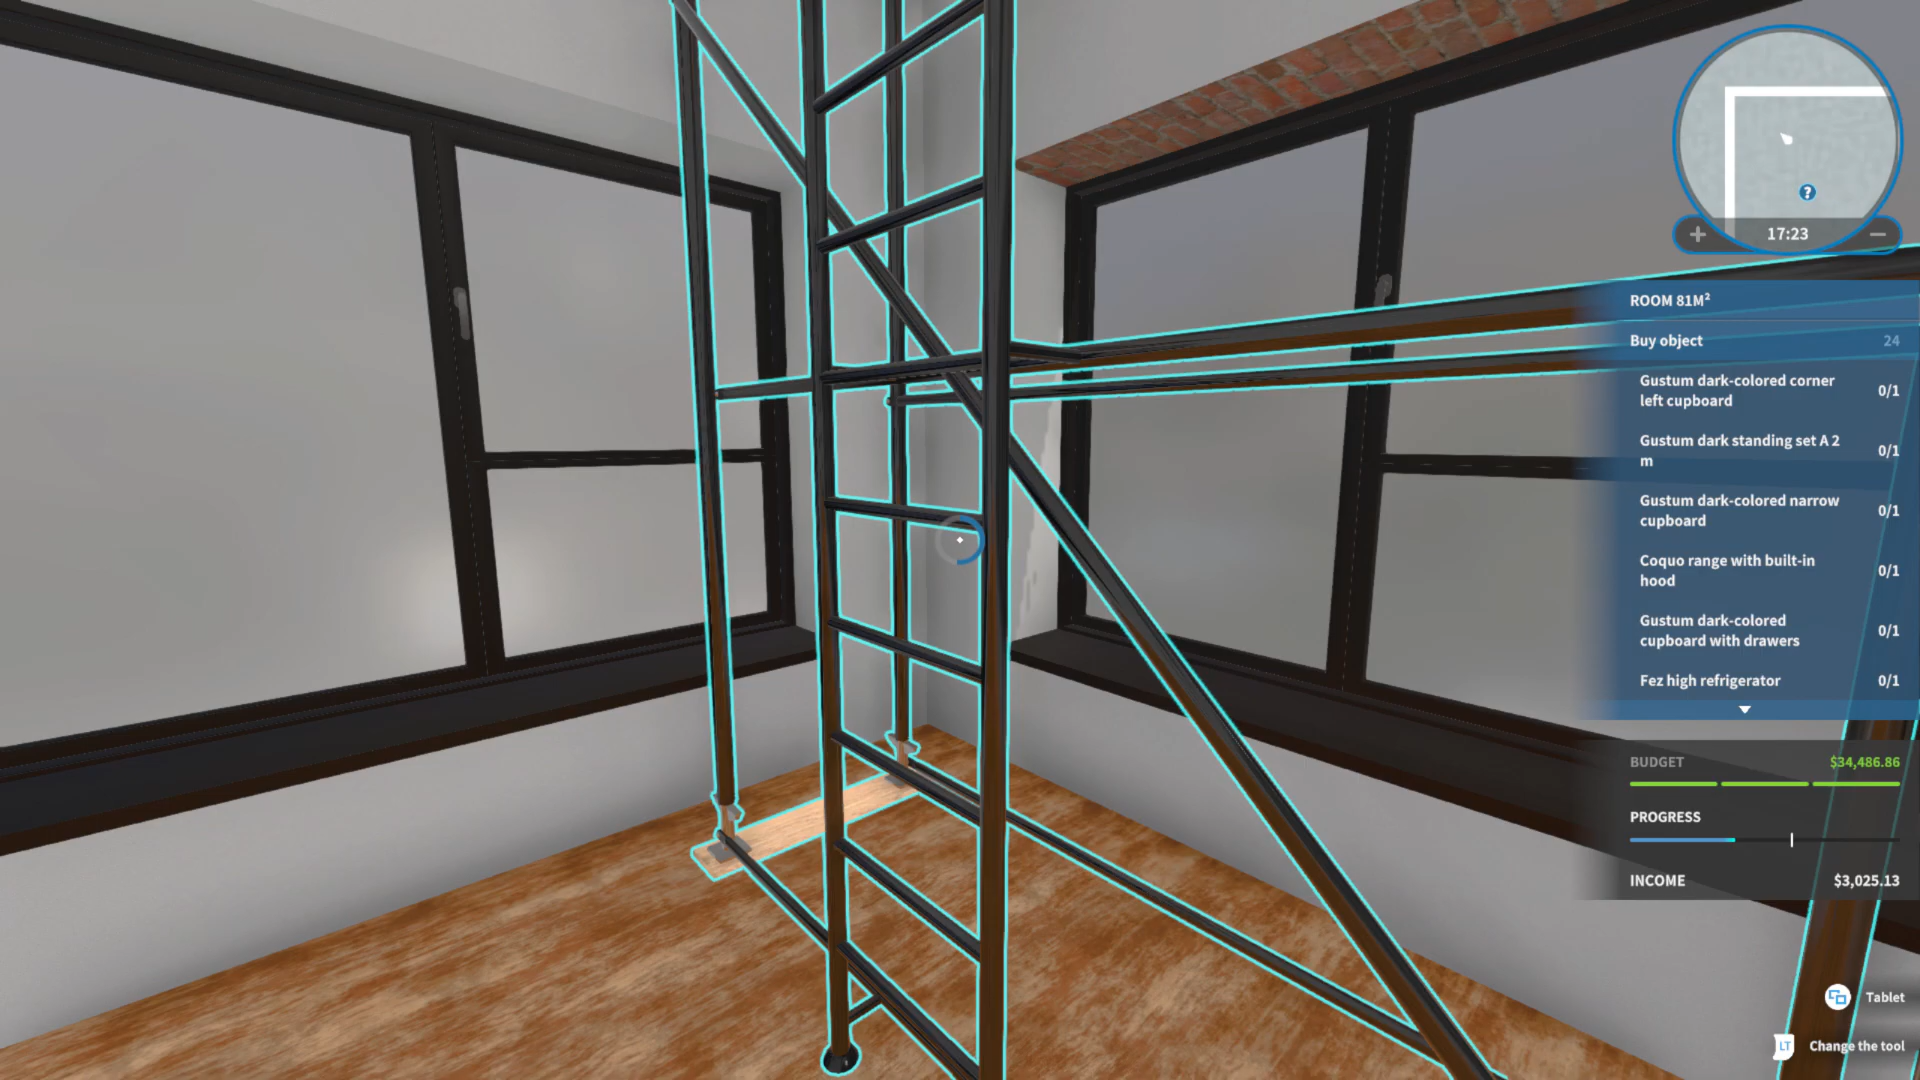 ?
17:23
ROOM 81M²
Buy object 24
Gustum dark-colored corner
left cupboard 0/1
Gustum dark standing set A 2
m 0/1
Gustum dark-colored narrow
cupboard 0/1
Coquo range with built-in
hood 0/1
Gustum dark-colored
cupboard with drawers 0/1
Fez high refrigerator 0/1
BUDGET $34,486.86
PROGRESS
INCOME $3,025.13
Tablet
LT Change the tool